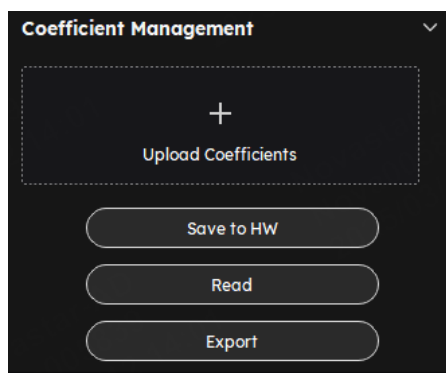 Coefficient Management
Upload Coefficients
Save to HW
Read
Export